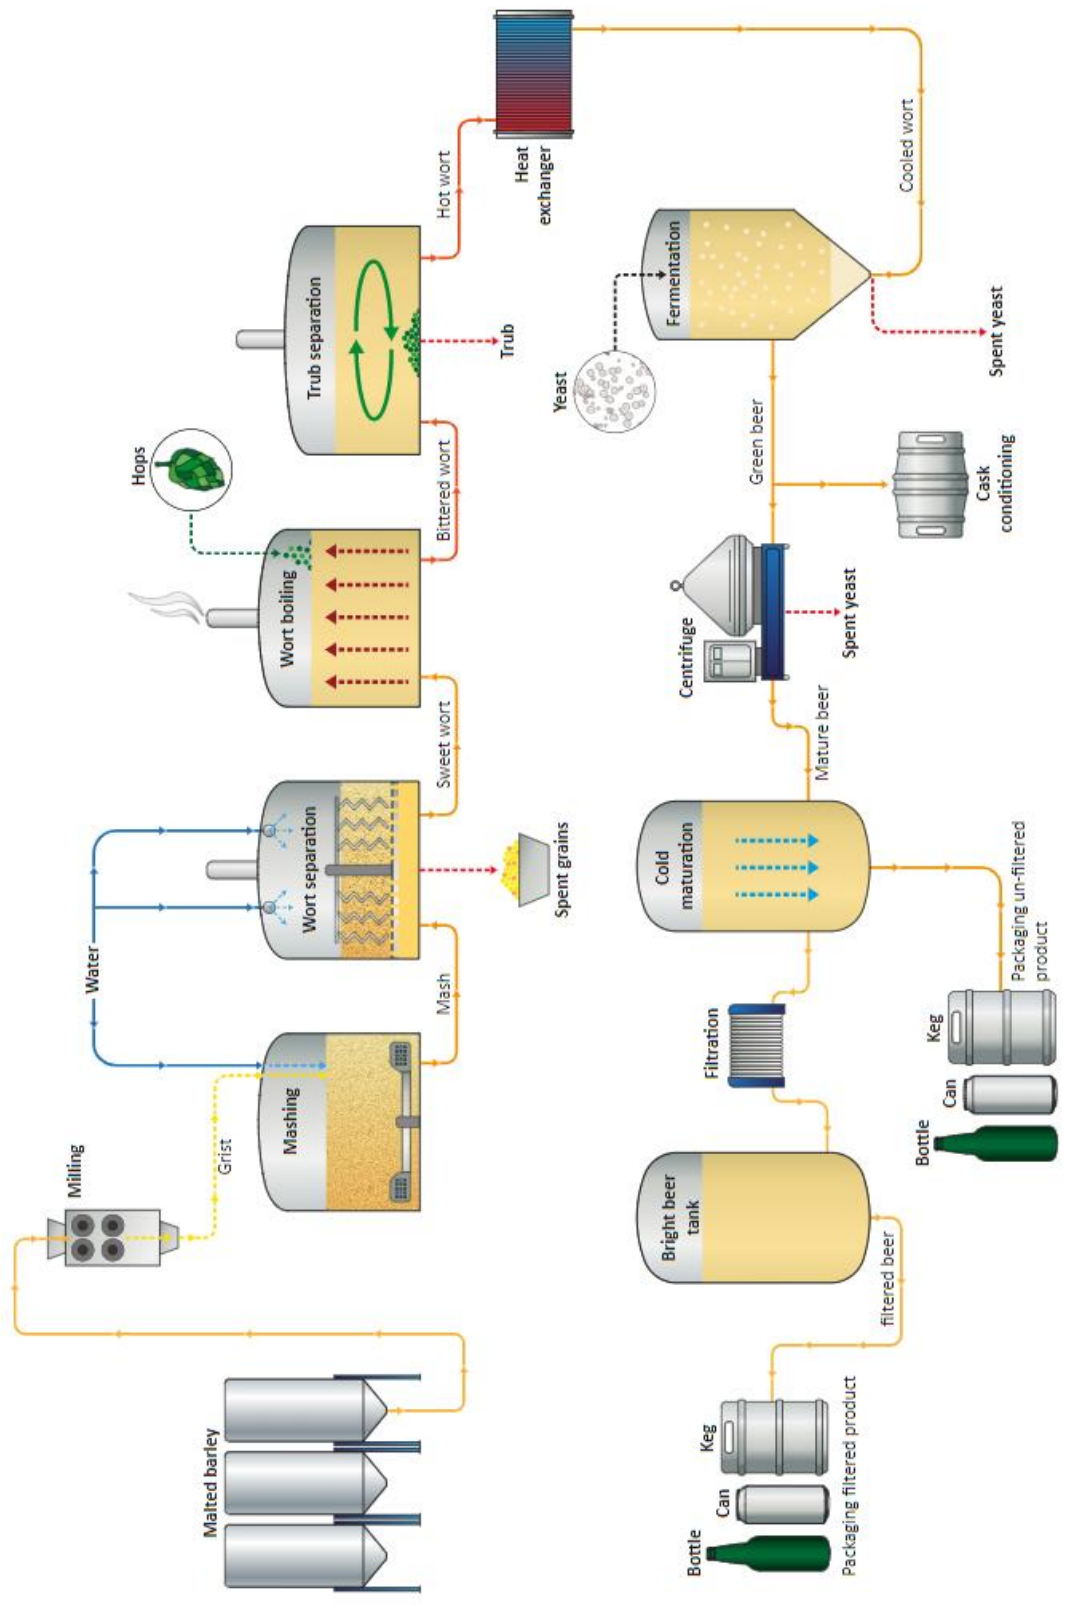 Malted barley
Milling
Grist
Water
Mashing
Mash
Wort separation
Spent grains
Sweet wort
Wort boiling
Hops
Bittered wort
Trub separation
Trub
Hot wort
Heat
exchanger
Cooled wort
Yeast
Fermentation
Spent yeast
Green beer
Cask
conditioning
Centrifuge
Spent yeast
Mature beer
Cold
maturation
Packaging un-filtered
product
Keg
Can
Bottle
Filtration
Bright beer
tank
filtered beer
Keg
Can
Bottle
Packaging filtered product